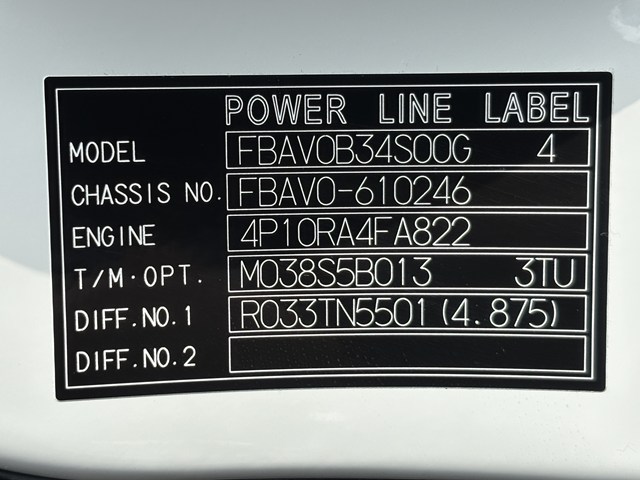 POWER LINE LABEL
MODEL FBAV0B34S00G 4
CHASSIS NO. FBAV0-610246
ENGINE 4P10RA4FA822
T/M·OPT. M038S5B013 3TU
DIFF.NO.1 R033TN5501(4.875)
DIFF.NO.2